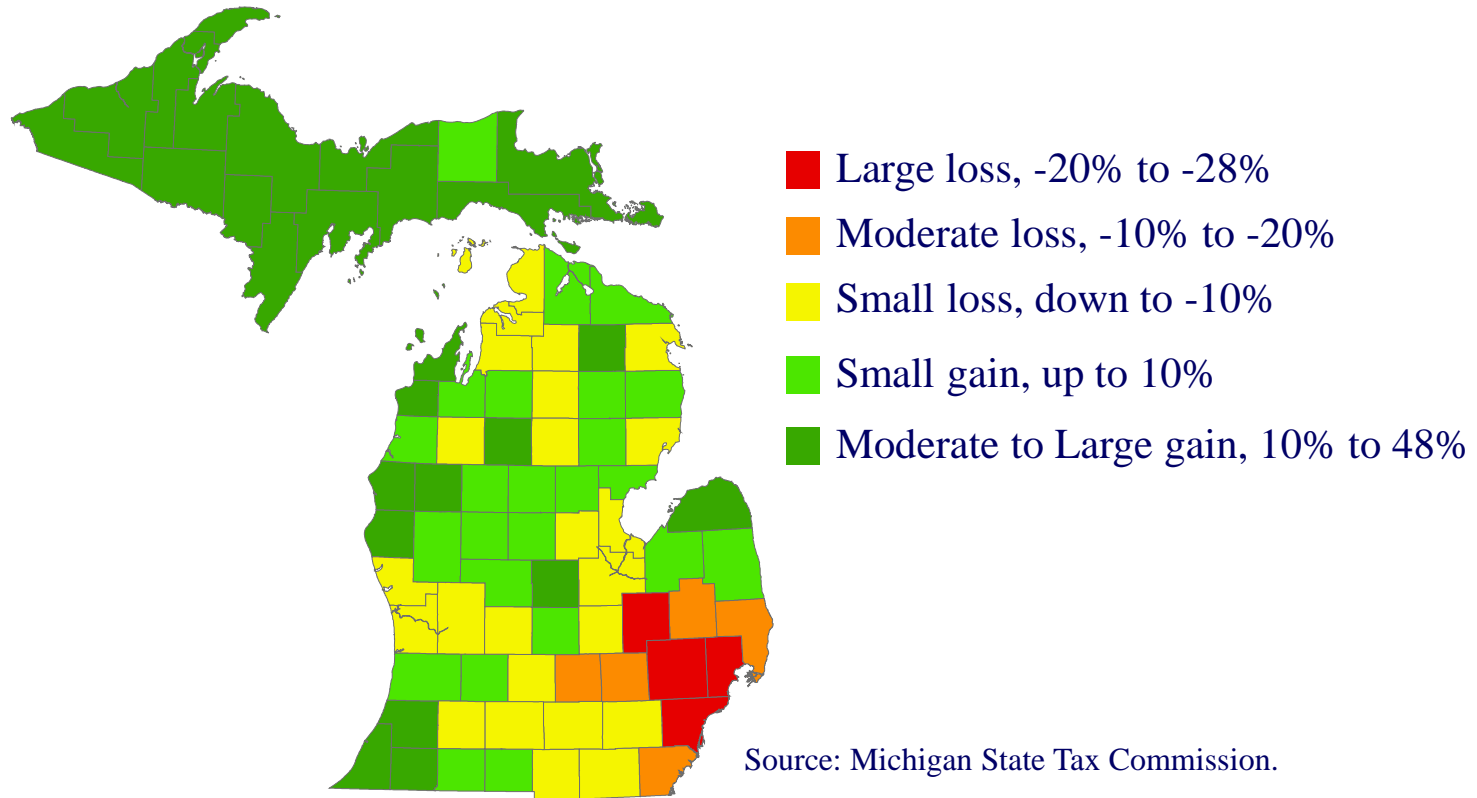 Large loss, -20% to -28%
Moderate loss, -10% to -20%
Small loss, down to -10%
Small gain, up to 10%
Moderate to Large gain, 10% to 48%
Source: Michigan State Tax Commission.